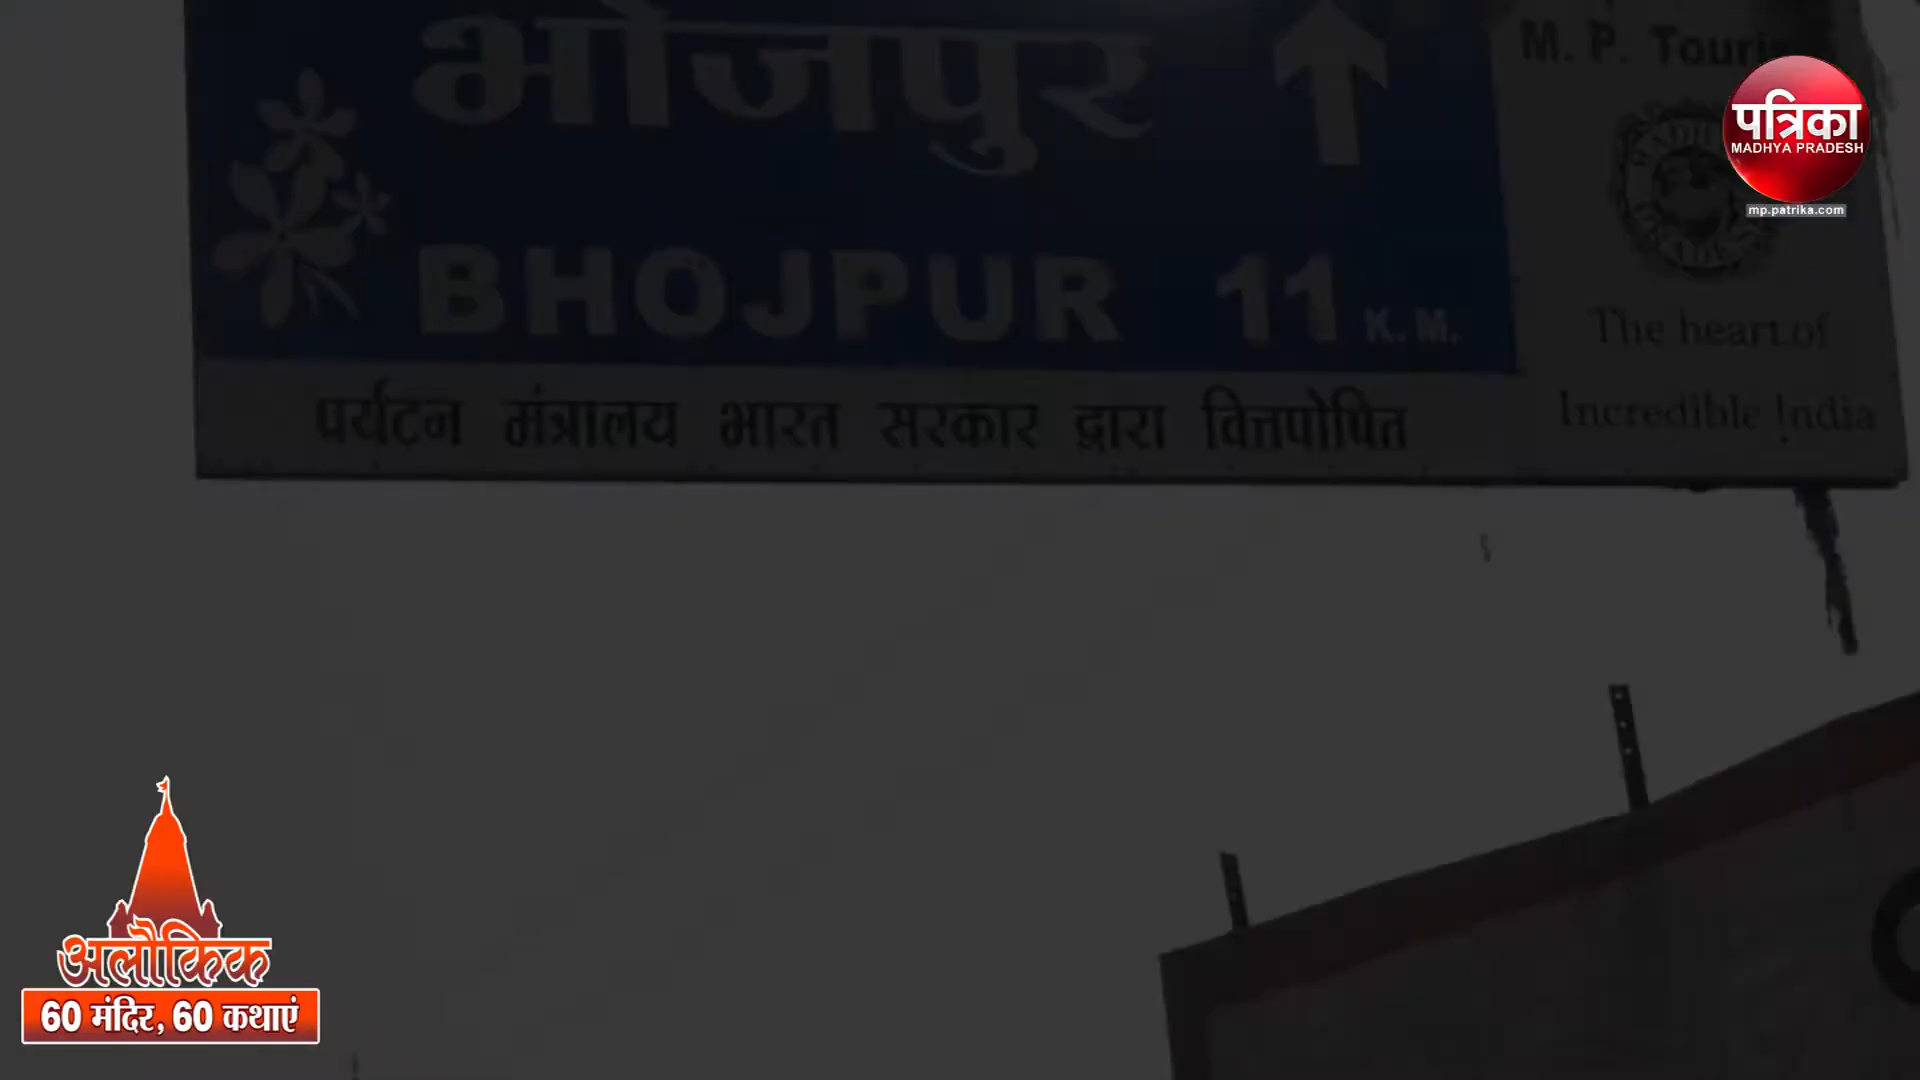 भोजपुर
M. P.
पत्रिका
MADHYA PRADESH
mp.patrika.com
BHOJPUR 11 K. M.
The heart of
Incredible India
पर्यटन मंत्रालय भारत सरकार द्वारा वित्तपोषित
अलौकिक
60 मंदिर, 60 कथाएं